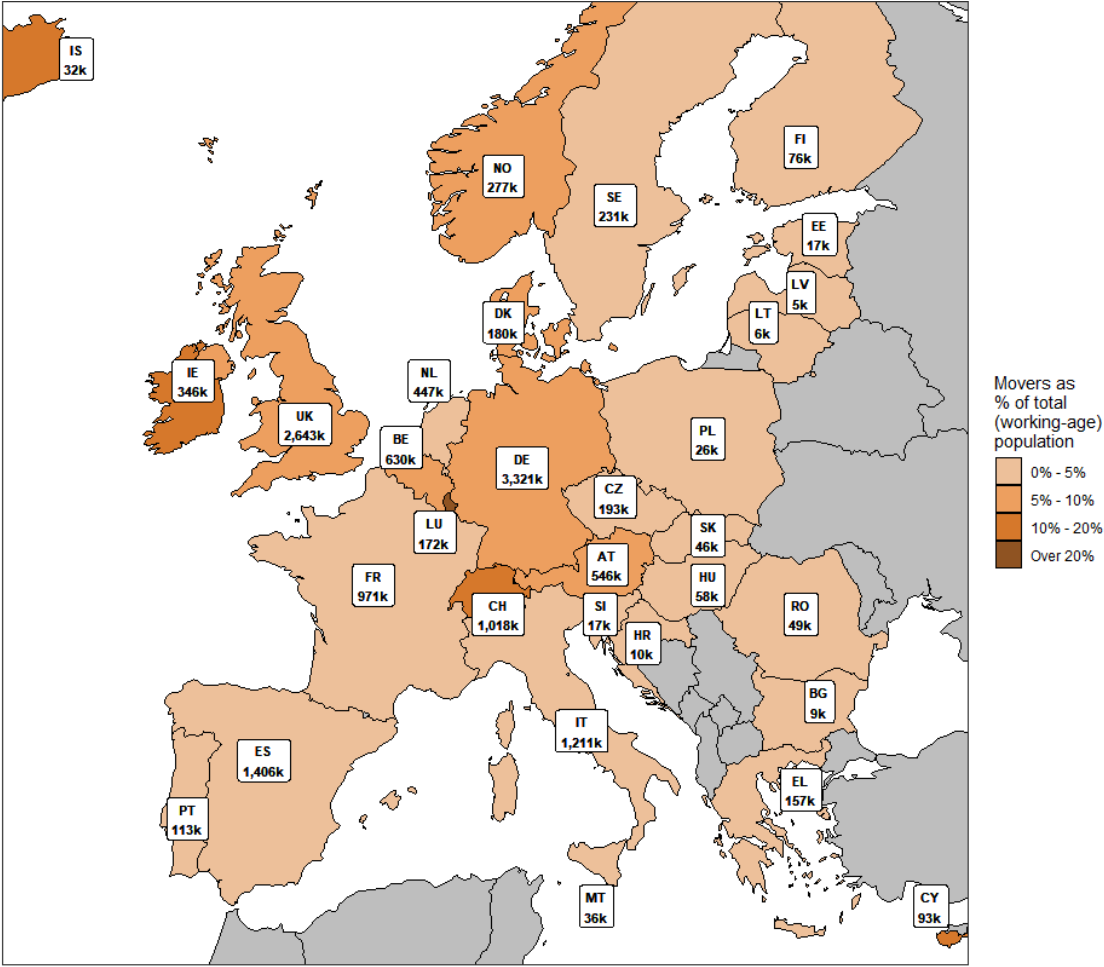 IS
32k
NO
277k
FI
76k
SE
231k
EE
17k
LV
5k
LT
6k
DK
180k
IE
346k
NL
447k
UK
2,643k
BE
630k
DE
3,321k
PL
26k
CZ
193k
LU
172k
SK
46k
AT
546k
FR
971k
HU
58k
CH
1,018k
SI
17k
RO
49k
HR
10k
BG
9k
IT
1,211k
ES
1,406k
EL
157k
PT
113k
MT
36k
CY
93k
Movers as
% of total
(working-age)
population
0% - 5%
5% - 10%
10% - 20%
Over 20%